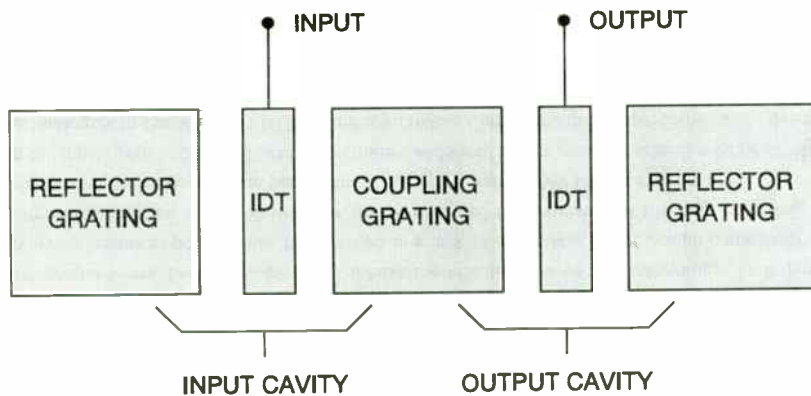 INPUT
OUTPUT
REFLECTOR
GRATING
IDT
COUPLING
GRATING
IDT
REFLECTOR
GRATING
INPUT CAVITY
OUTPUT CAVITY